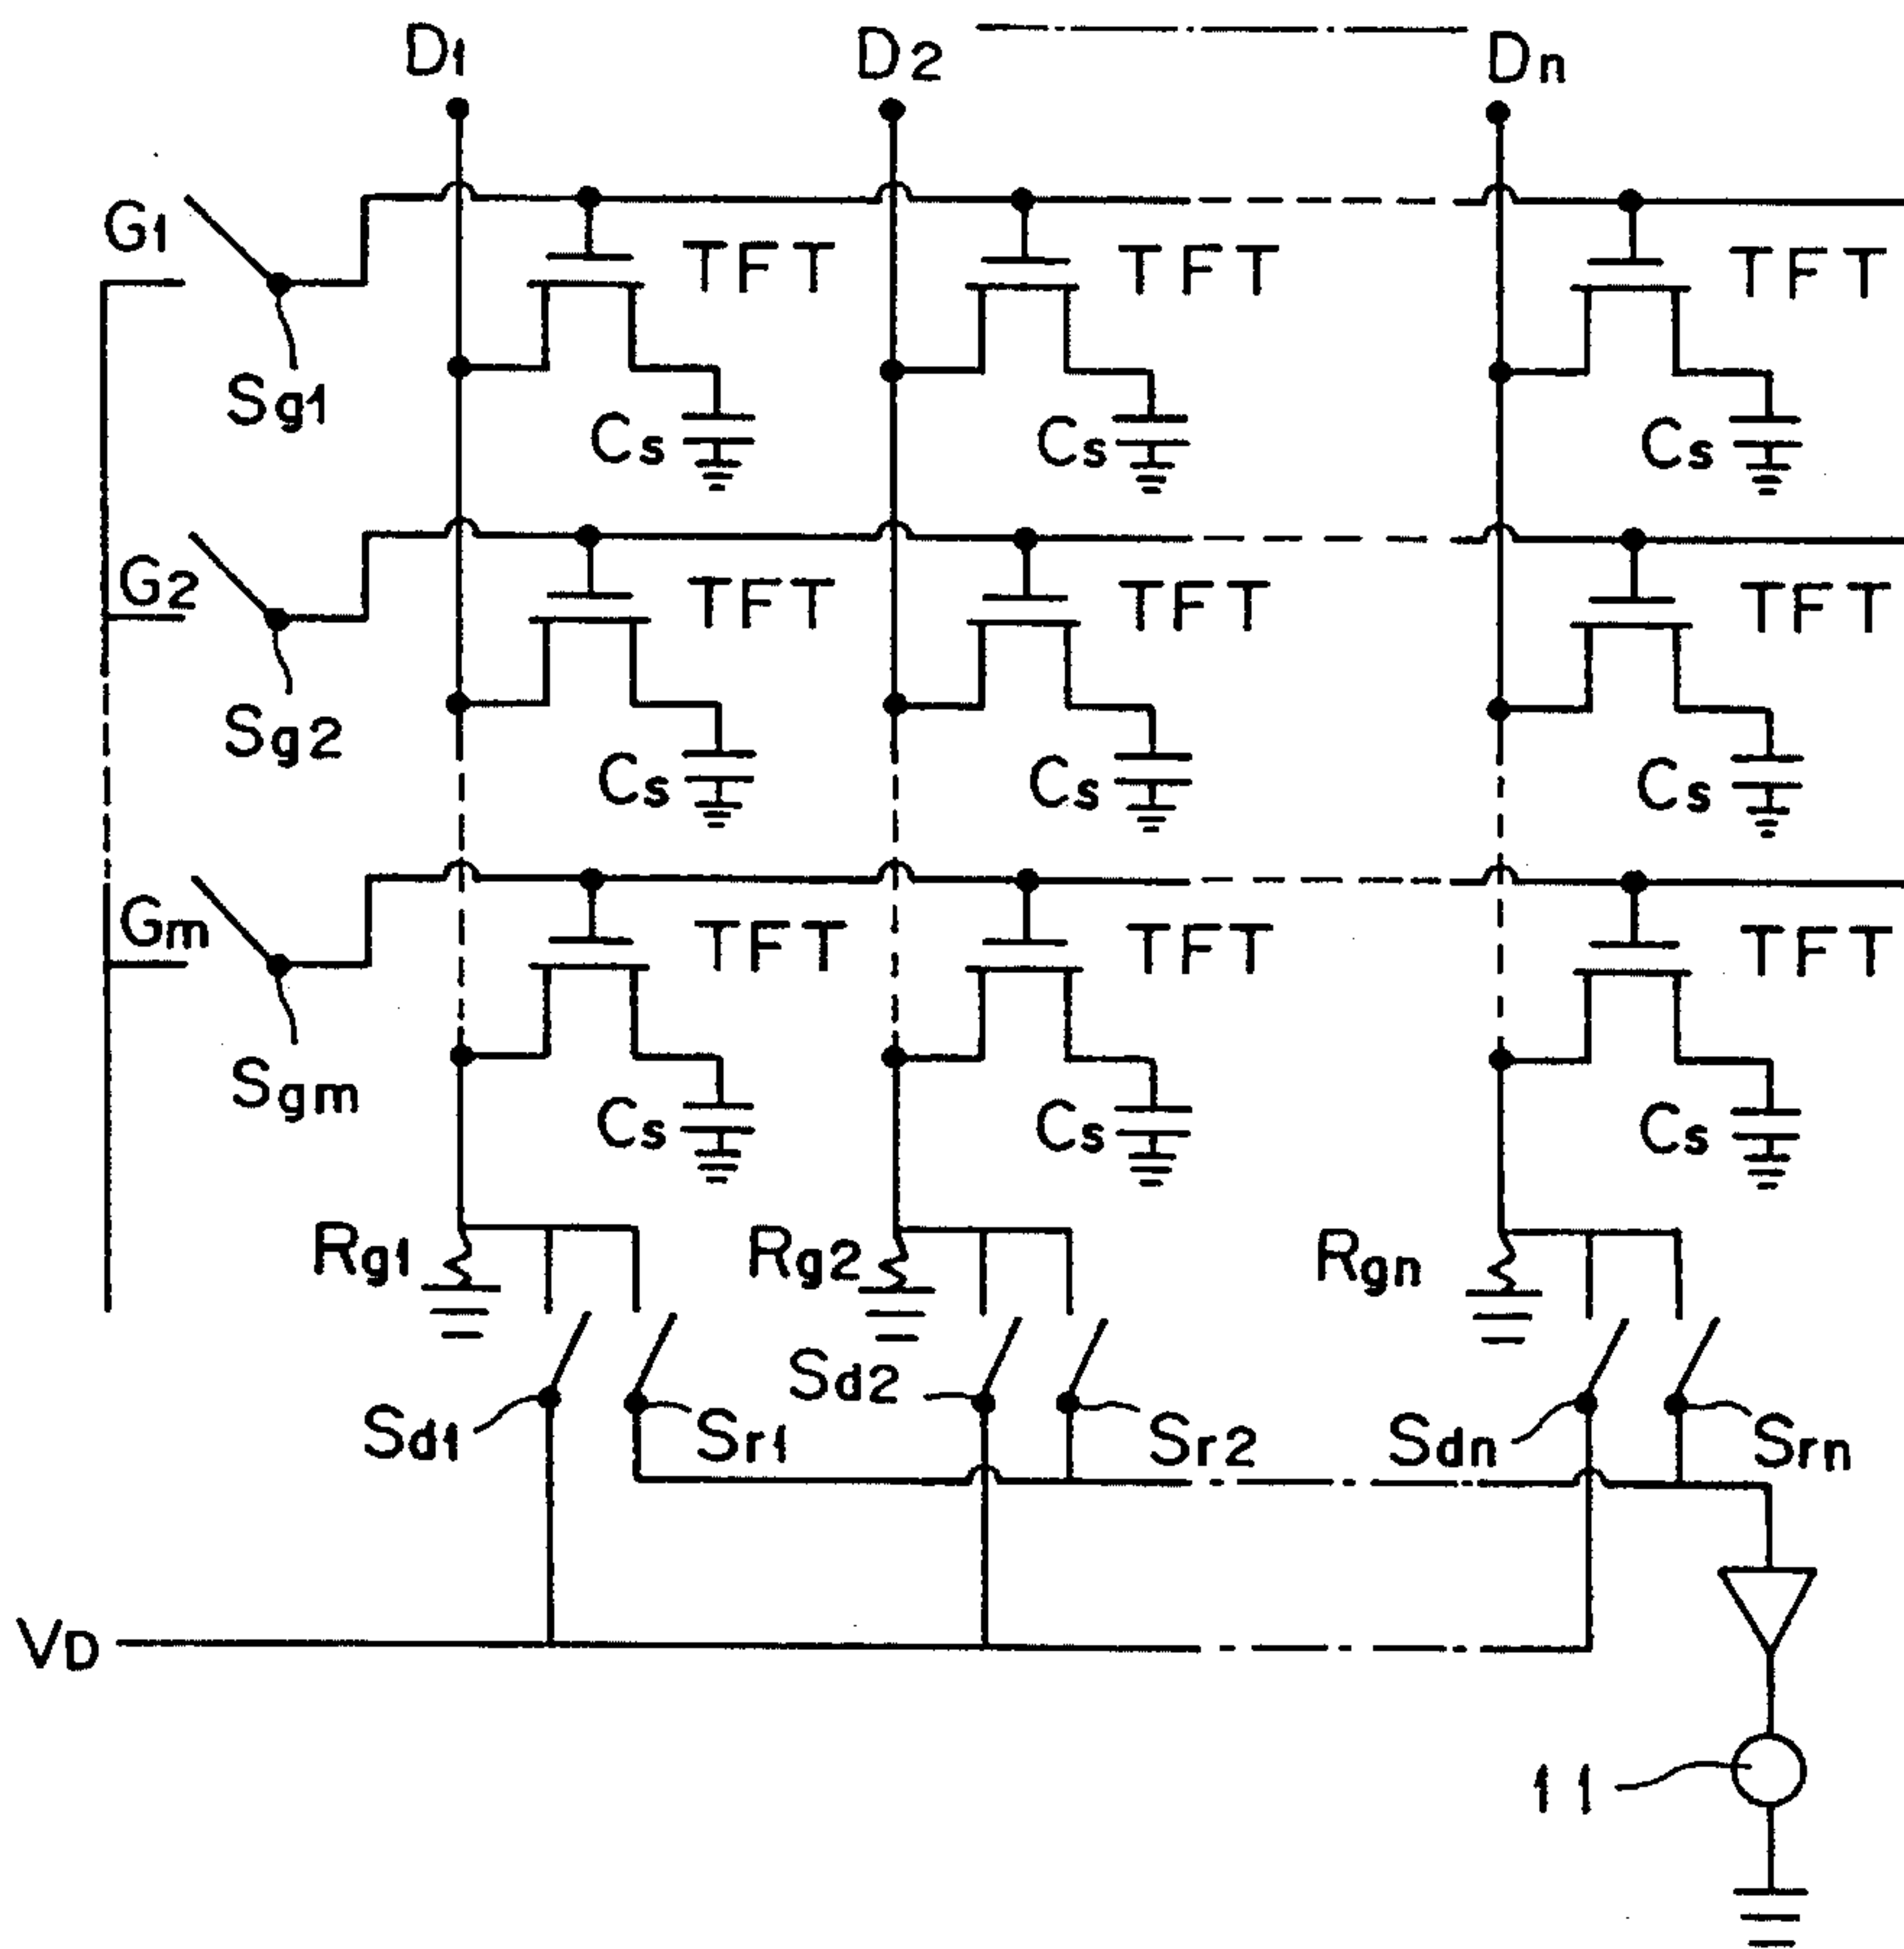 D1 D2 Dn
G1 TFT TFT TFT
Sg1 Cs Cs Cs
G2 TFT TFT TFT
Sg2 Cs Cs Cs
Gm TFT TFT TFT
Sgm Cs Cs Cs
Rg1 Rg2 Rgn
Sd1 Sr1 Sd2 Sr2 Sdn Srn
VD
11